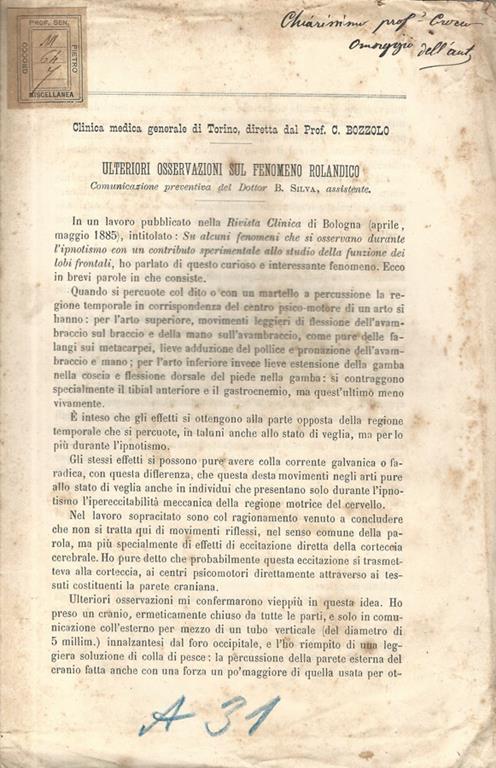 PROF. SEN.
GROCCO
PIETRO
M
64
7
MISCELLANEA
Chiarissimo prof. Grocco
omaggio dell'aut
Clinica medica generale di Torino, diretta dal Prof. C. BOZZOLO
ULTERIORI OSSERVAZIONI SUL FENOMENO ROLANDICO
Comunicazione preventiva del Dottor B. SILVA, assistente.
In un lavoro pubblicato nella Rivista Clinica di Bologna (aprile,
maggio 1885), intitolato: Su alcuni fenomeni che si osservano durante
l'ipnotismo con un contributo sperimentale allo studio della funzione dei
lobi frontali, ho parlato di questo curioso e interessante fenomeno. Ecco
in brevi parole in che consiste.
Quando si percuote col dito o con un martello a percussione la re-
gione temporale in corrispondenza del centro psico-motore di un arto si
hanno: per l'arto superiore, movimenti leggieri di flessione dell'avam-
braccio sul braccio e della mano sull'avambraccio, come pure delle fa-
langi sui metacarpei, lieve adduzione del pollice e pronazione dell'avam-
braccio e mano; per l'arto inferiore invece lieve estensione della gamba
nella coscia e flessione dorsale del piede nella gamba: si contraggono
specialmente il tibial anteriore e il gastrocnemio, ma quest'ultimo meno
vivamente.
È inteso che gli effetti si ottengono alla parte opposta della regione
temporale che si percuote, in taluni anche allo stato di veglia, ma per lo
più durante l'ipnotismo.
Gli stessi effetti si possono pure avere colla corrente galvanica o fa-
radica, con questa differenza, che questa desta movimenti negli arti pure
allo stato di veglia anche in individui che presentano solo durante l'ipno-
tismo l'ipereccitabilità meccanica della regione motrice del cervello.
Nel lavoro sopracitato sono col ragionamento venuto a concludere
che non si tratta qui di movimenti riflessi, nel senso comune della pa-
rola, ma più specialmente di effetti di eccitazione diretta della corteccia
cerebrale. Ho pure detto che probabilmente questa eccitazione si trasmet-
teva alla corteccia, ai centri psicomotori direttamente attraverso ai tes-
suti costituenti la parete craniana.
Ulteriori osservazioni mi confermarono vieppiù in questa idea. Ho
preso un cranio, ermeticamente chiuso da tutte le parti, e solo in comu-
nicazione coll'esterno per mezzo di un tubo verticale (del diametro di
5 millim.) innalzantesi dal foro occipitale, e l'ho riempito di una leg-
giera soluzione di colla di pesce: la percussione della parete esterna del
cranio fatta anche con una forza un po' maggiore di quella usata per ot-
A 31